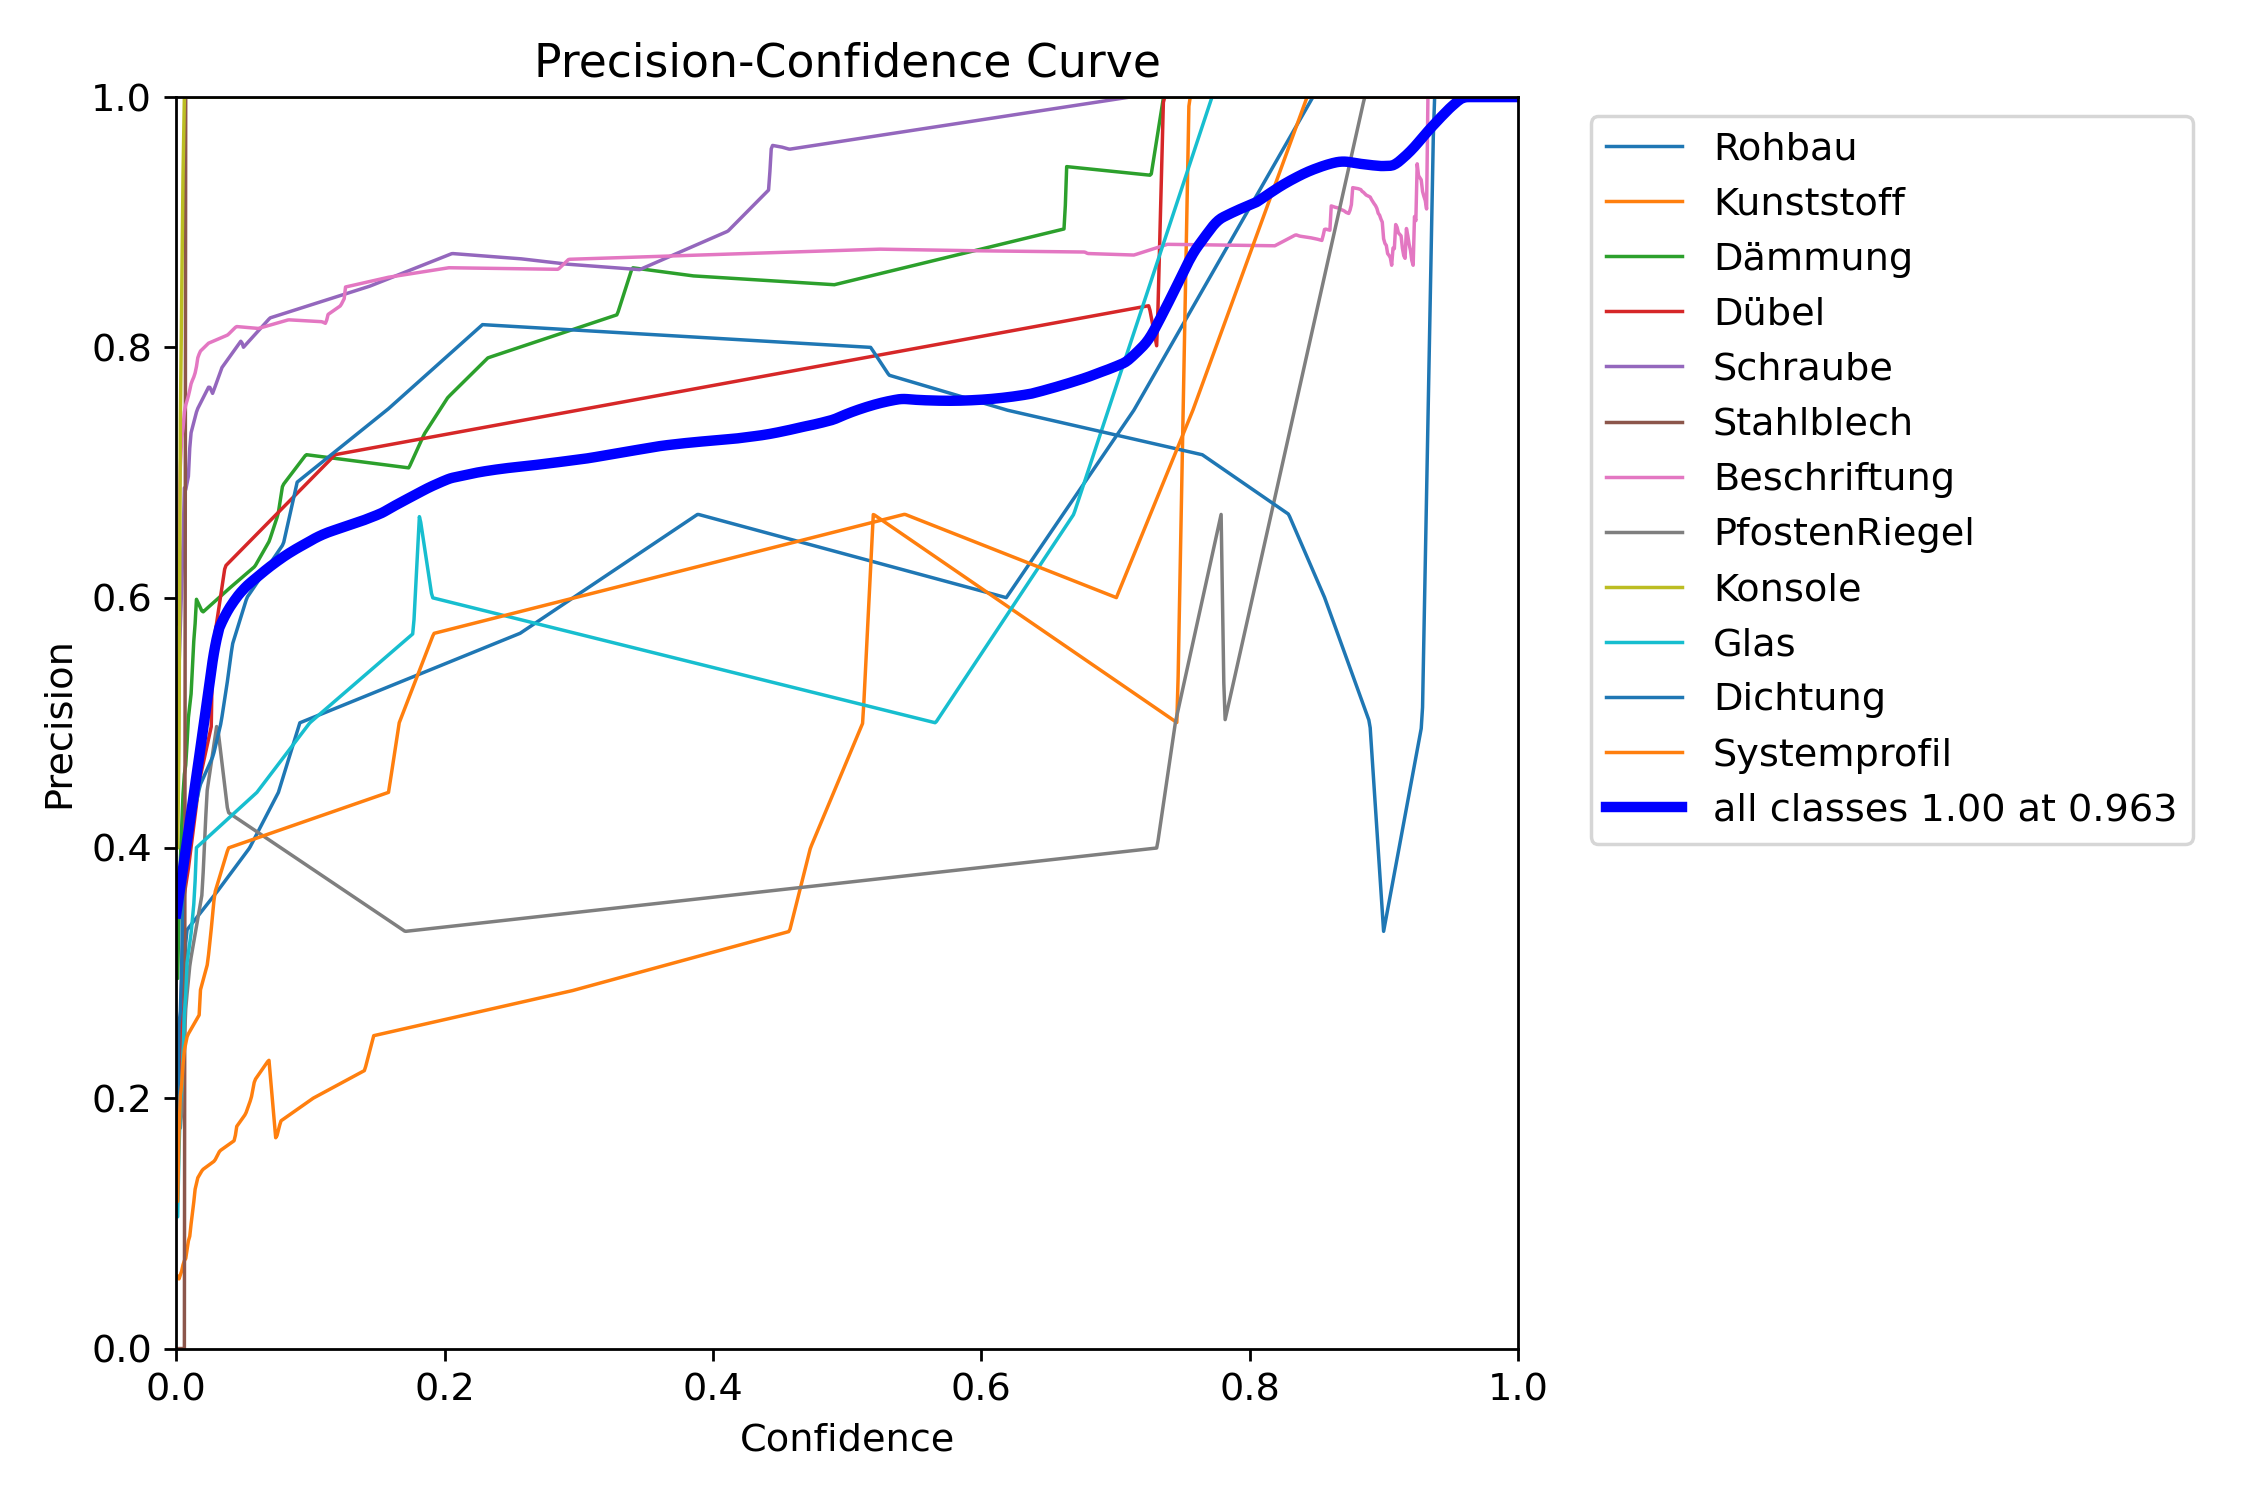 Precision-Confidence Curve
1.0
0.8
0.6
0.4
0.2
0.0
Precision
0.0 0.2 0.4 0.6 0.8 1.0
Confidence
Rohbau
Kunststoff
Dämmung
Dübel
Schraube
Stahlblech
Beschriftung
PfostenRiegel
Konsole
Glas
Dichtung
Systemprofil
all classes 1.00 at 0.963